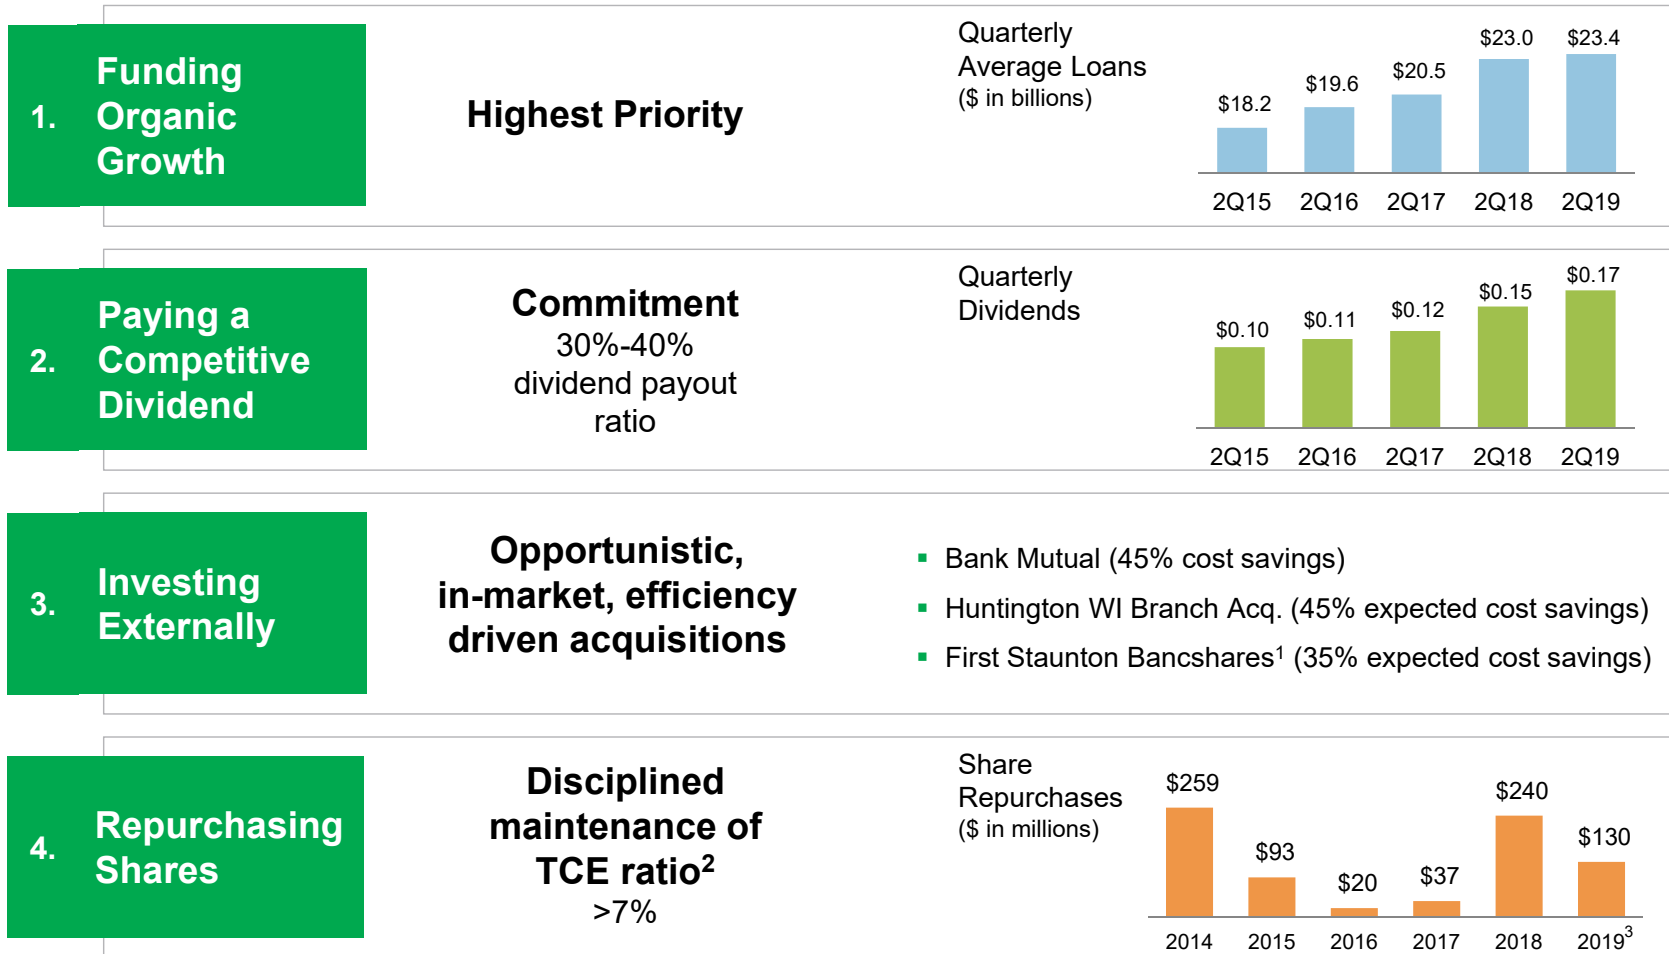 1.
Funding
Organic
Growth
Highest Priority
Quarterly
Average Loans
($ in billions)
$18.2
$19.6
$20.5
$23.0
$23.4
2Q15 2Q16 2Q17 2Q18 2Q19
2.
Paying a
Competitive
Dividend
Commitment
30%-40%
dividend payout
ratio
Quarterly
Dividends
$0.10
$0.11
$0.12
$0.15
$0.17
2Q15 2Q16 2Q17 2Q18 2Q19
3.
Investing
Externally
Opportunistic,
in-market, efficiency
driven acquisitions
▪ Bank Mutual (45% cost savings)
▪ Huntington WI Branch Acq. (45% expected cost savings)
▪ First Staunton Bancshares¹ (35% expected cost savings)
4.
Repurchasing
Shares
Disciplined
maintenance of
TCE ratio²
>7%
Share
Repurchases
($ in millions)
$259
$93
$20
$37
$240
$130
2014 2015 2016 2017 2018 2019³